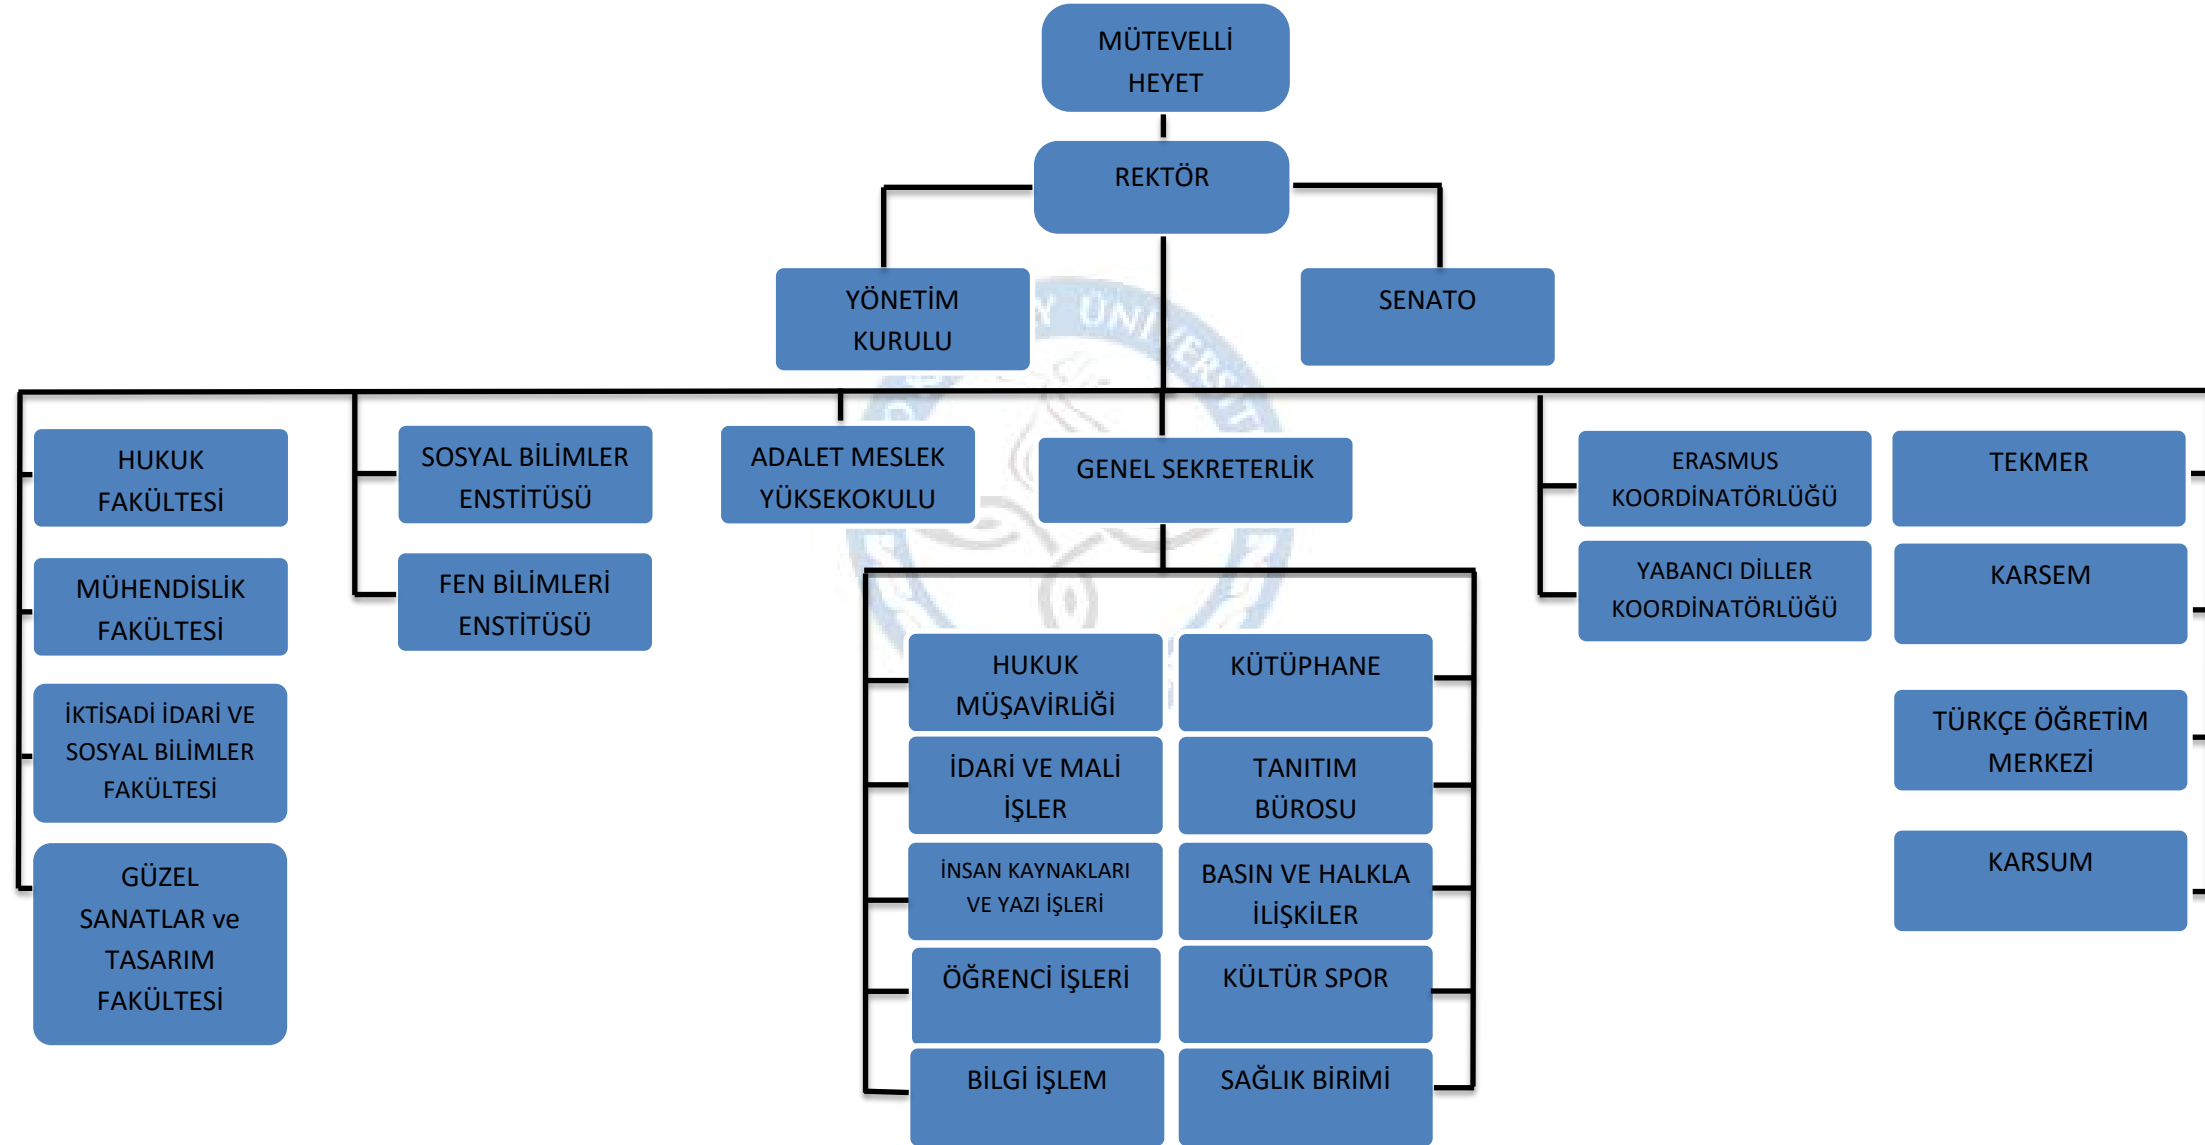 MÜTEVELLİ
HEYET
REKTÖR
YÖNETİM
KURULU
SENATO
HUKUK
FAKÜLTESİ
MÜHENDİSLİK
FAKÜLTESİ
İKTİSADİ İDARİ VE
SOSYAL BİLİMLER
FAKÜLTESİ
GÜZEL
SANATLAR ve
TASARIM
FAKÜLTESİ
SOSYAL BİLİMLER
ENSTİTÜSÜ
FEN BİLİMLERİ
ENSTİTÜSÜ
ADALET MESLEK
YÜKSEKOKULU
GENEL SEKRETERLİK
HUKUK
MÜŞAVİRLİĞİ
İDARİ VE MALİ
İŞLER
İNSAN KAYNAKLARI
VE YAZI İŞLERİ
ÖĞRENCİ İŞLERİ
BİLGİ İŞLEM
KÜTÜPHANE
TANITIM
BÜROSU
BASIN VE HALKLA
İLİŞKİLER
KÜLTÜR SPOR
SAĞLIK BİRİMİ
ERASMUS
KOORDİNATÖRLÜĞÜ
YABANCI DİLLER
KOORDİNATÖRLÜĞÜ
TEKMER
KARSEM
TÜRKÇE ÖĞRETİM
MERKEZİ
KARSUM